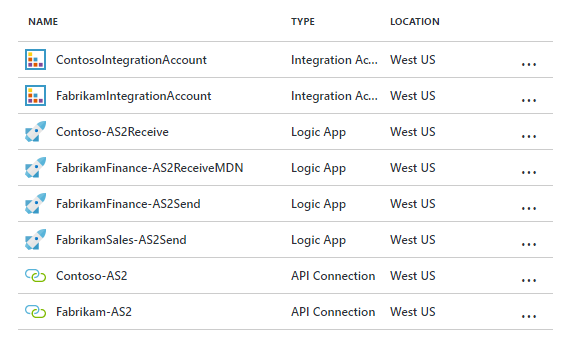 NAME TYPE LOCATION
ContosoIntegrationAccount Integration Ac... West US ...
FabrikamIntegrationAccount Integration Ac... West US ...
Contoso-AS2Receive Logic App West US ...
FabrikamFinance-AS2ReceiveMDN Logic App West US ...
FabrikamFinance-AS2Send Logic App West US ...
FabrikamSales-AS2Send Logic App West US ...
Contoso-AS2 API Connection West US ...
Fabrikam-AS2 API Connection West US ...